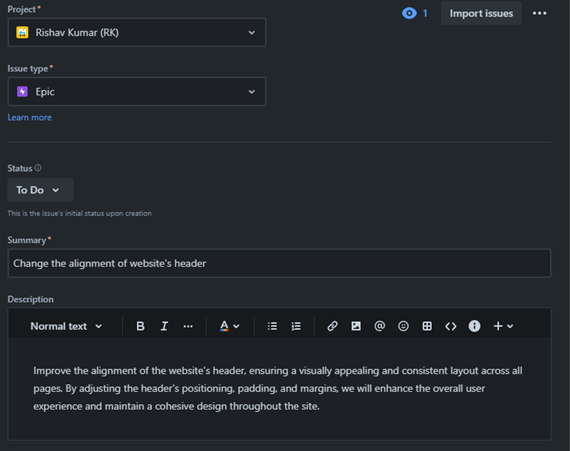 Project*
1
Import issues
Rishav Kumar (RK)
Issue type*
Epic
Learn more
Status
To Do
This is the issue's initial status upon creation
Summary*
Change the alignment of website's header
Description
Normal text B I A
Improve the alignment of the website's header, ensuring a visually appealing and consistent layout across all
pages. By adjusting the header's positioning, padding, and margins, we will enhance the overall user
experience and maintain a cohesive design throughout the site.